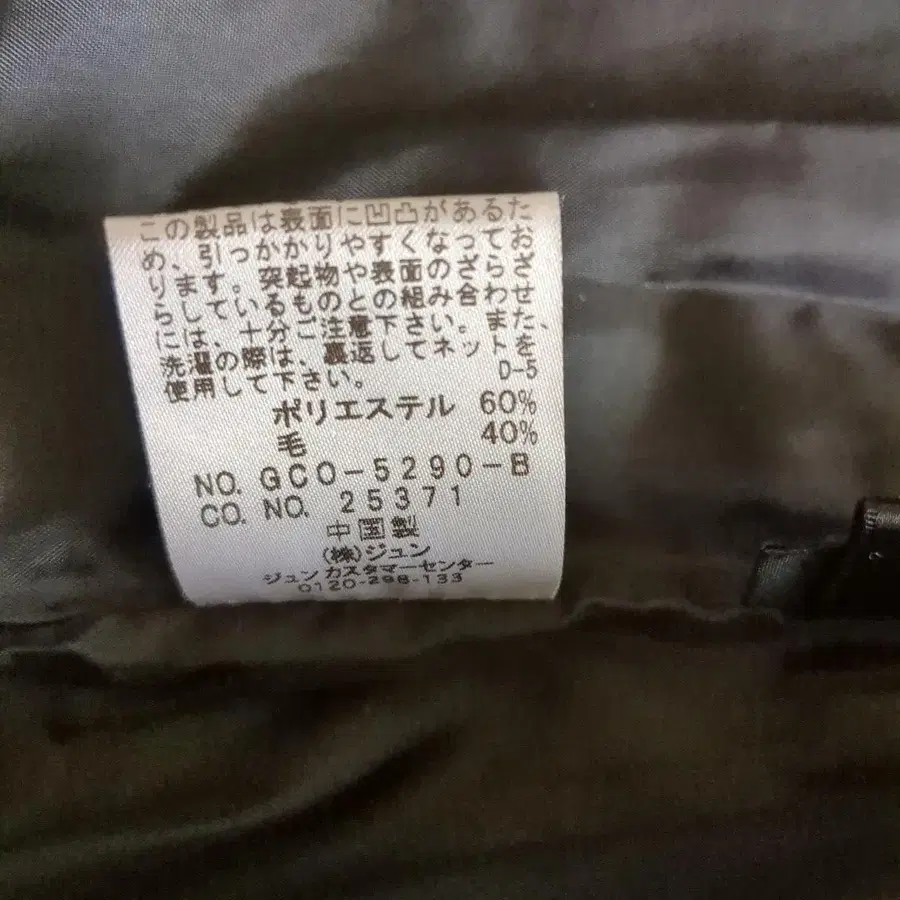 この製品は表面に凹凸があるた
め、引っかかりやすくなってお
ります。突起物や表面のざらざ
らしているものとの組み合わせ
には、十分ご注意下さい。また、
洗濯の際は、裏返してネットを
使用して下さい。
D-5
ポリエステル 60%
毛 40%
NO. GCO-5290-B
CO. NO. 25371
中国製
(株)ジュン
ジュンカスタマーセンター
0120-298-133